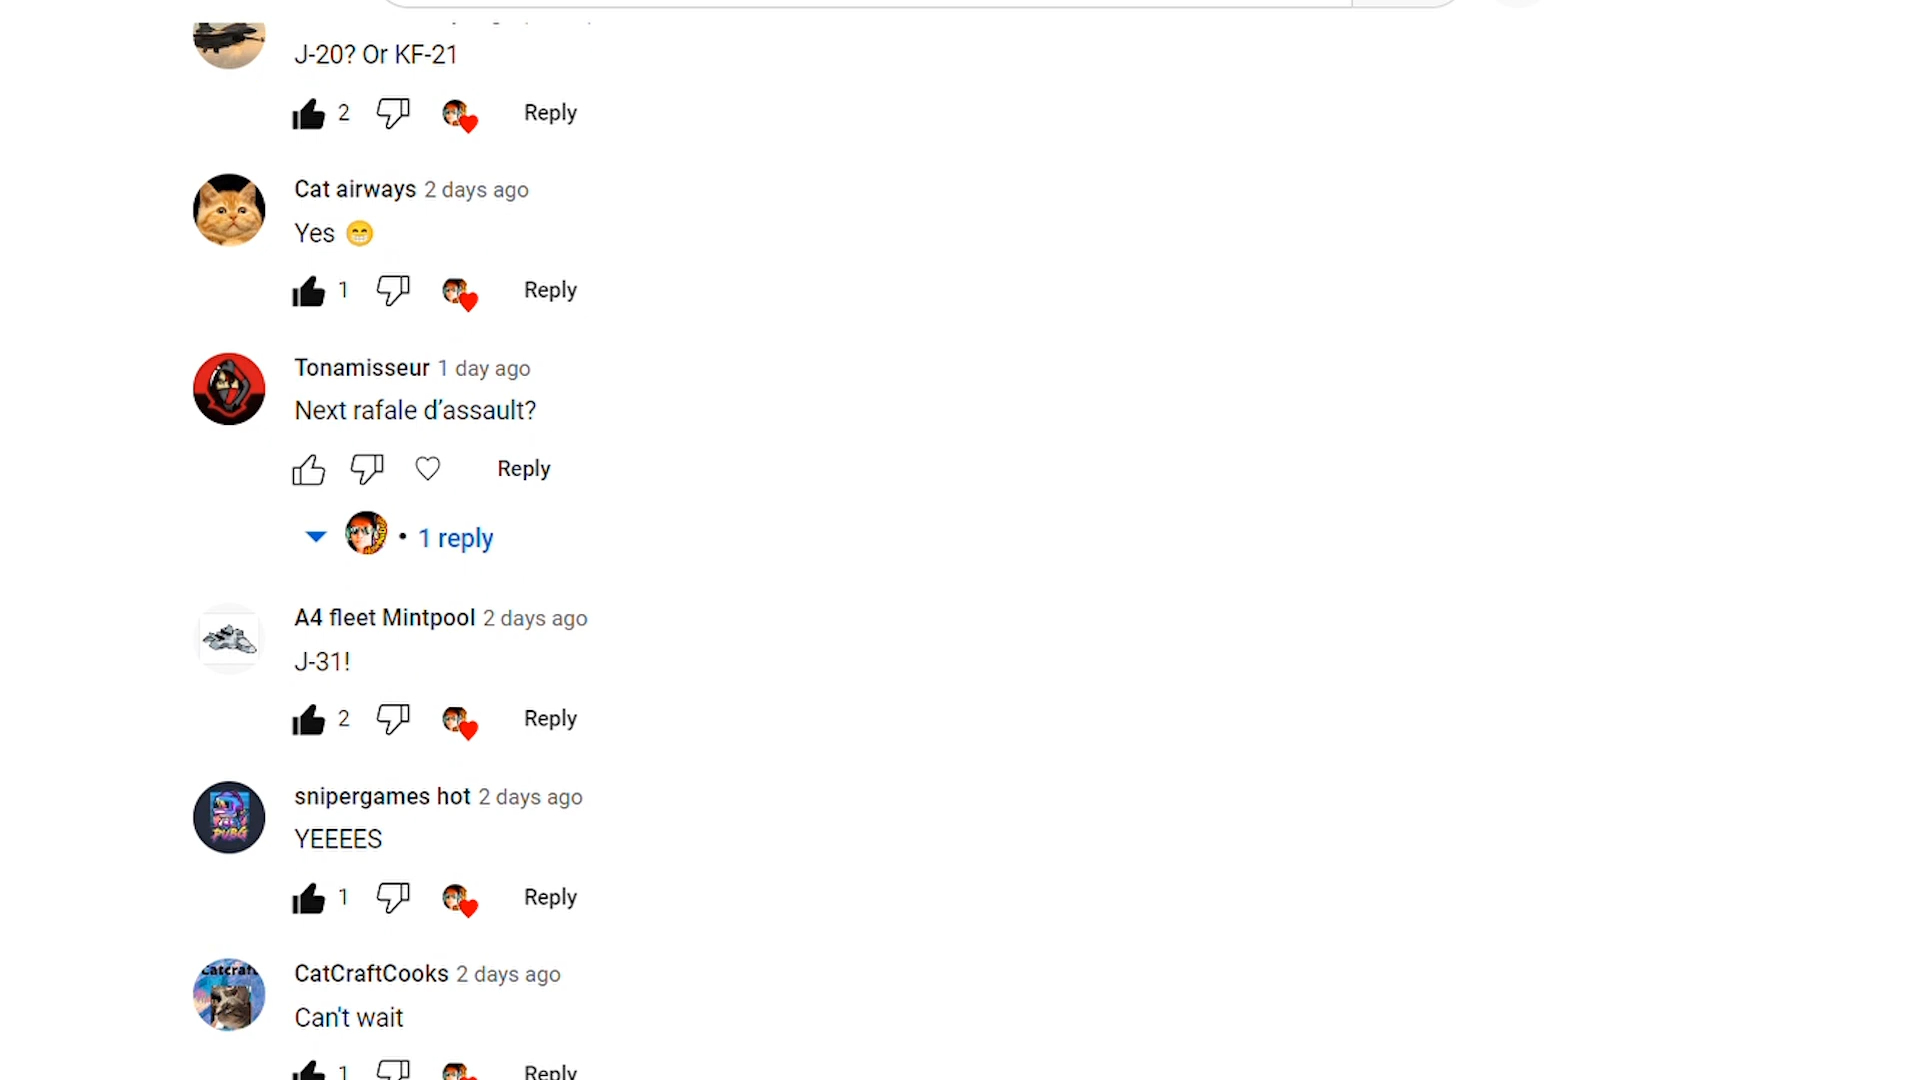 J-20? Or KF-21
2 Reply
Cat airways 2 days ago
Yes 😁
1 Reply
Tonamisseur 1 day ago
Next rafale d’assault?
Reply
• 1 reply
A4 fleet Mintpool 2 days ago
J-31!
2 Reply
snipergames hot 2 days ago
PUBG
YEEEES
1 Reply
CatCraftCooks 2 days ago
Can't wait
1 Reply